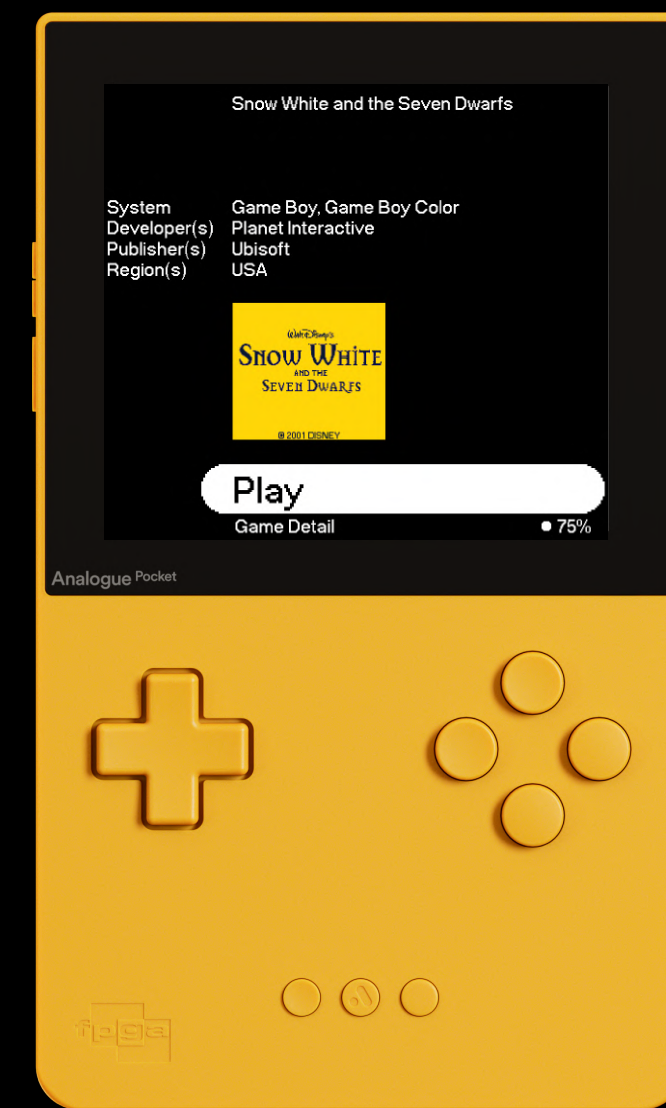 Snow White and the Seven Dwarfs
System Game Boy, Game Boy Color
Developer(s) Planet Interactive
Publisher(s) Ubisoft
Region(s) USA
Walt Disney's
SNOW WHITE
AND THE
SEVEN DWARFS
© 2001 DISNEY
Play
Game Detail 75%
Analogue Pocket
fpga